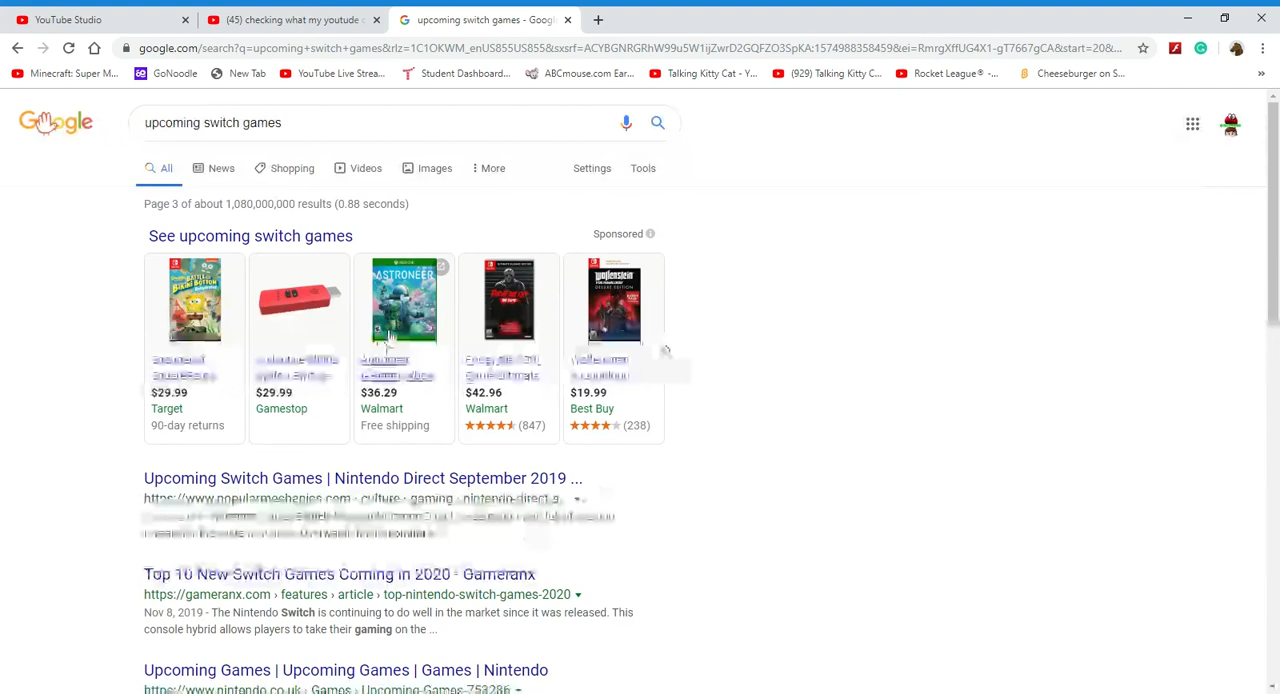 YouTube Studio
(45) checking what my youtude c
upcoming switch games - Google
google.com/search?q=upcoming+switch+games&rlz=1C1OKWM_enUS855US855&sxsrf=ACYBGNRGRhW99u5W1ijZwrD2GQFZO3SpKA:1574988358459&ei=RmrgXffUG4X1-gT7667gCA&start=20&...
Minecraft: Super M...
GoNoodle
New Tab
YouTube Live Strea...
Student Dashboard...
ABCmouse.com Ear...
Talking Kitty Cat - Y...
(929) Talking Kitty C...
Rocket League® -...
Cheeseburger on S...
»
Google
upcoming switch games
All
News
Shopping
Videos
Images
More
Settings
Tools
Page 3 of about 1,080,000,000 results (0.88 seconds)
See upcoming switch games
Sponsored
ASTRONEER
Wolfenstein
$29.99
Target
90-day returns
$29.99
Gamestop
$36.29
Walmart
Free shipping
$42.96
Walmart
(847)
$19.99
Best Buy
(238)
Upcoming Switch Games | Nintendo Direct September 2019 ...
https://www.popularmechanics.com › culture › gaming › nintendo-direct-g...
Top 10 New Switch Games Coming in 2020 - Gameranx
https://gameranx.com › features › article › top-nintendo-switch-games-2020
Nov 8, 2019 - The Nintendo Switch is continuing to do well in the market since it was released. This
console hybrid allows players to take their gaming on the ...
Upcoming Games | Upcoming Games | Games | Nintendo
https://www.nintendo.co.uk › Games › Upcoming-Games-753286